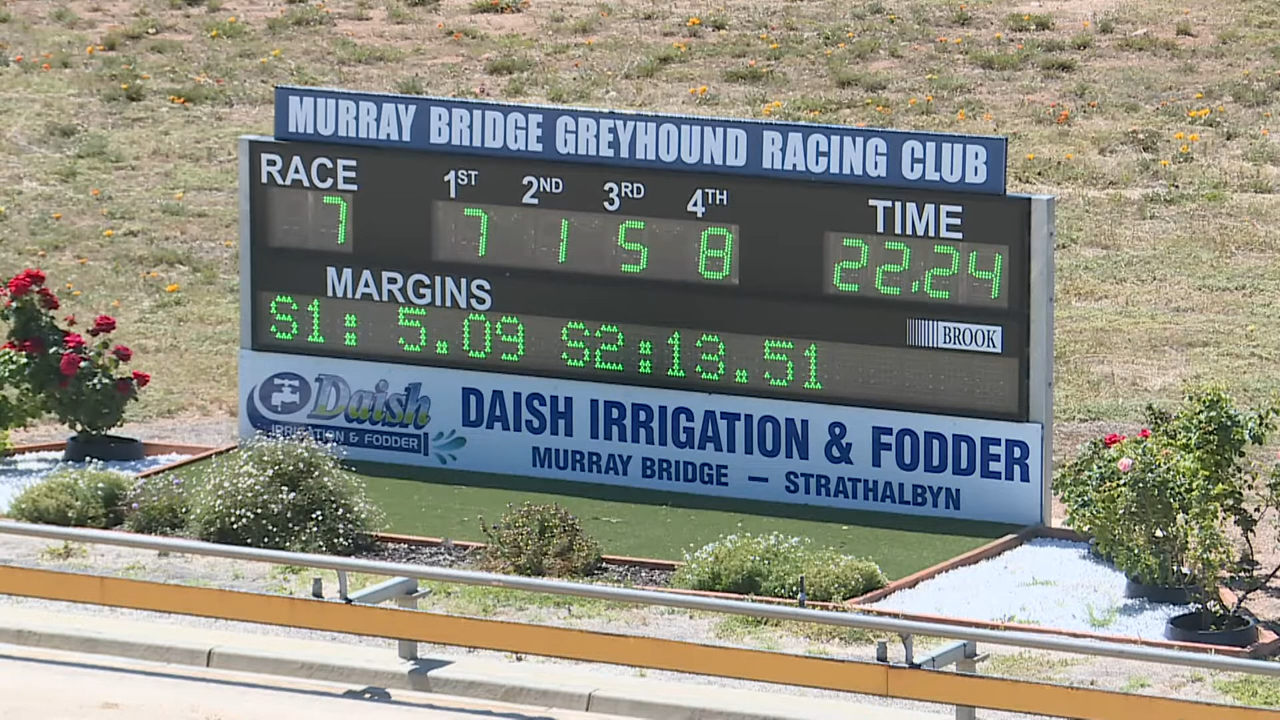 MURRAY BRIDGE GREYHOUND RACING CLUB
RACE 1ST 2ND 3RD 4TH TIME
7 7 1 5 8 22.24
MARGINS
S1: 5.09 S2:13.51
BROOK
Daish
IRRIGATION & FODDER
DAISH IRRIGATION & FODDER
MURRAY BRIDGE — STRATHALBYN